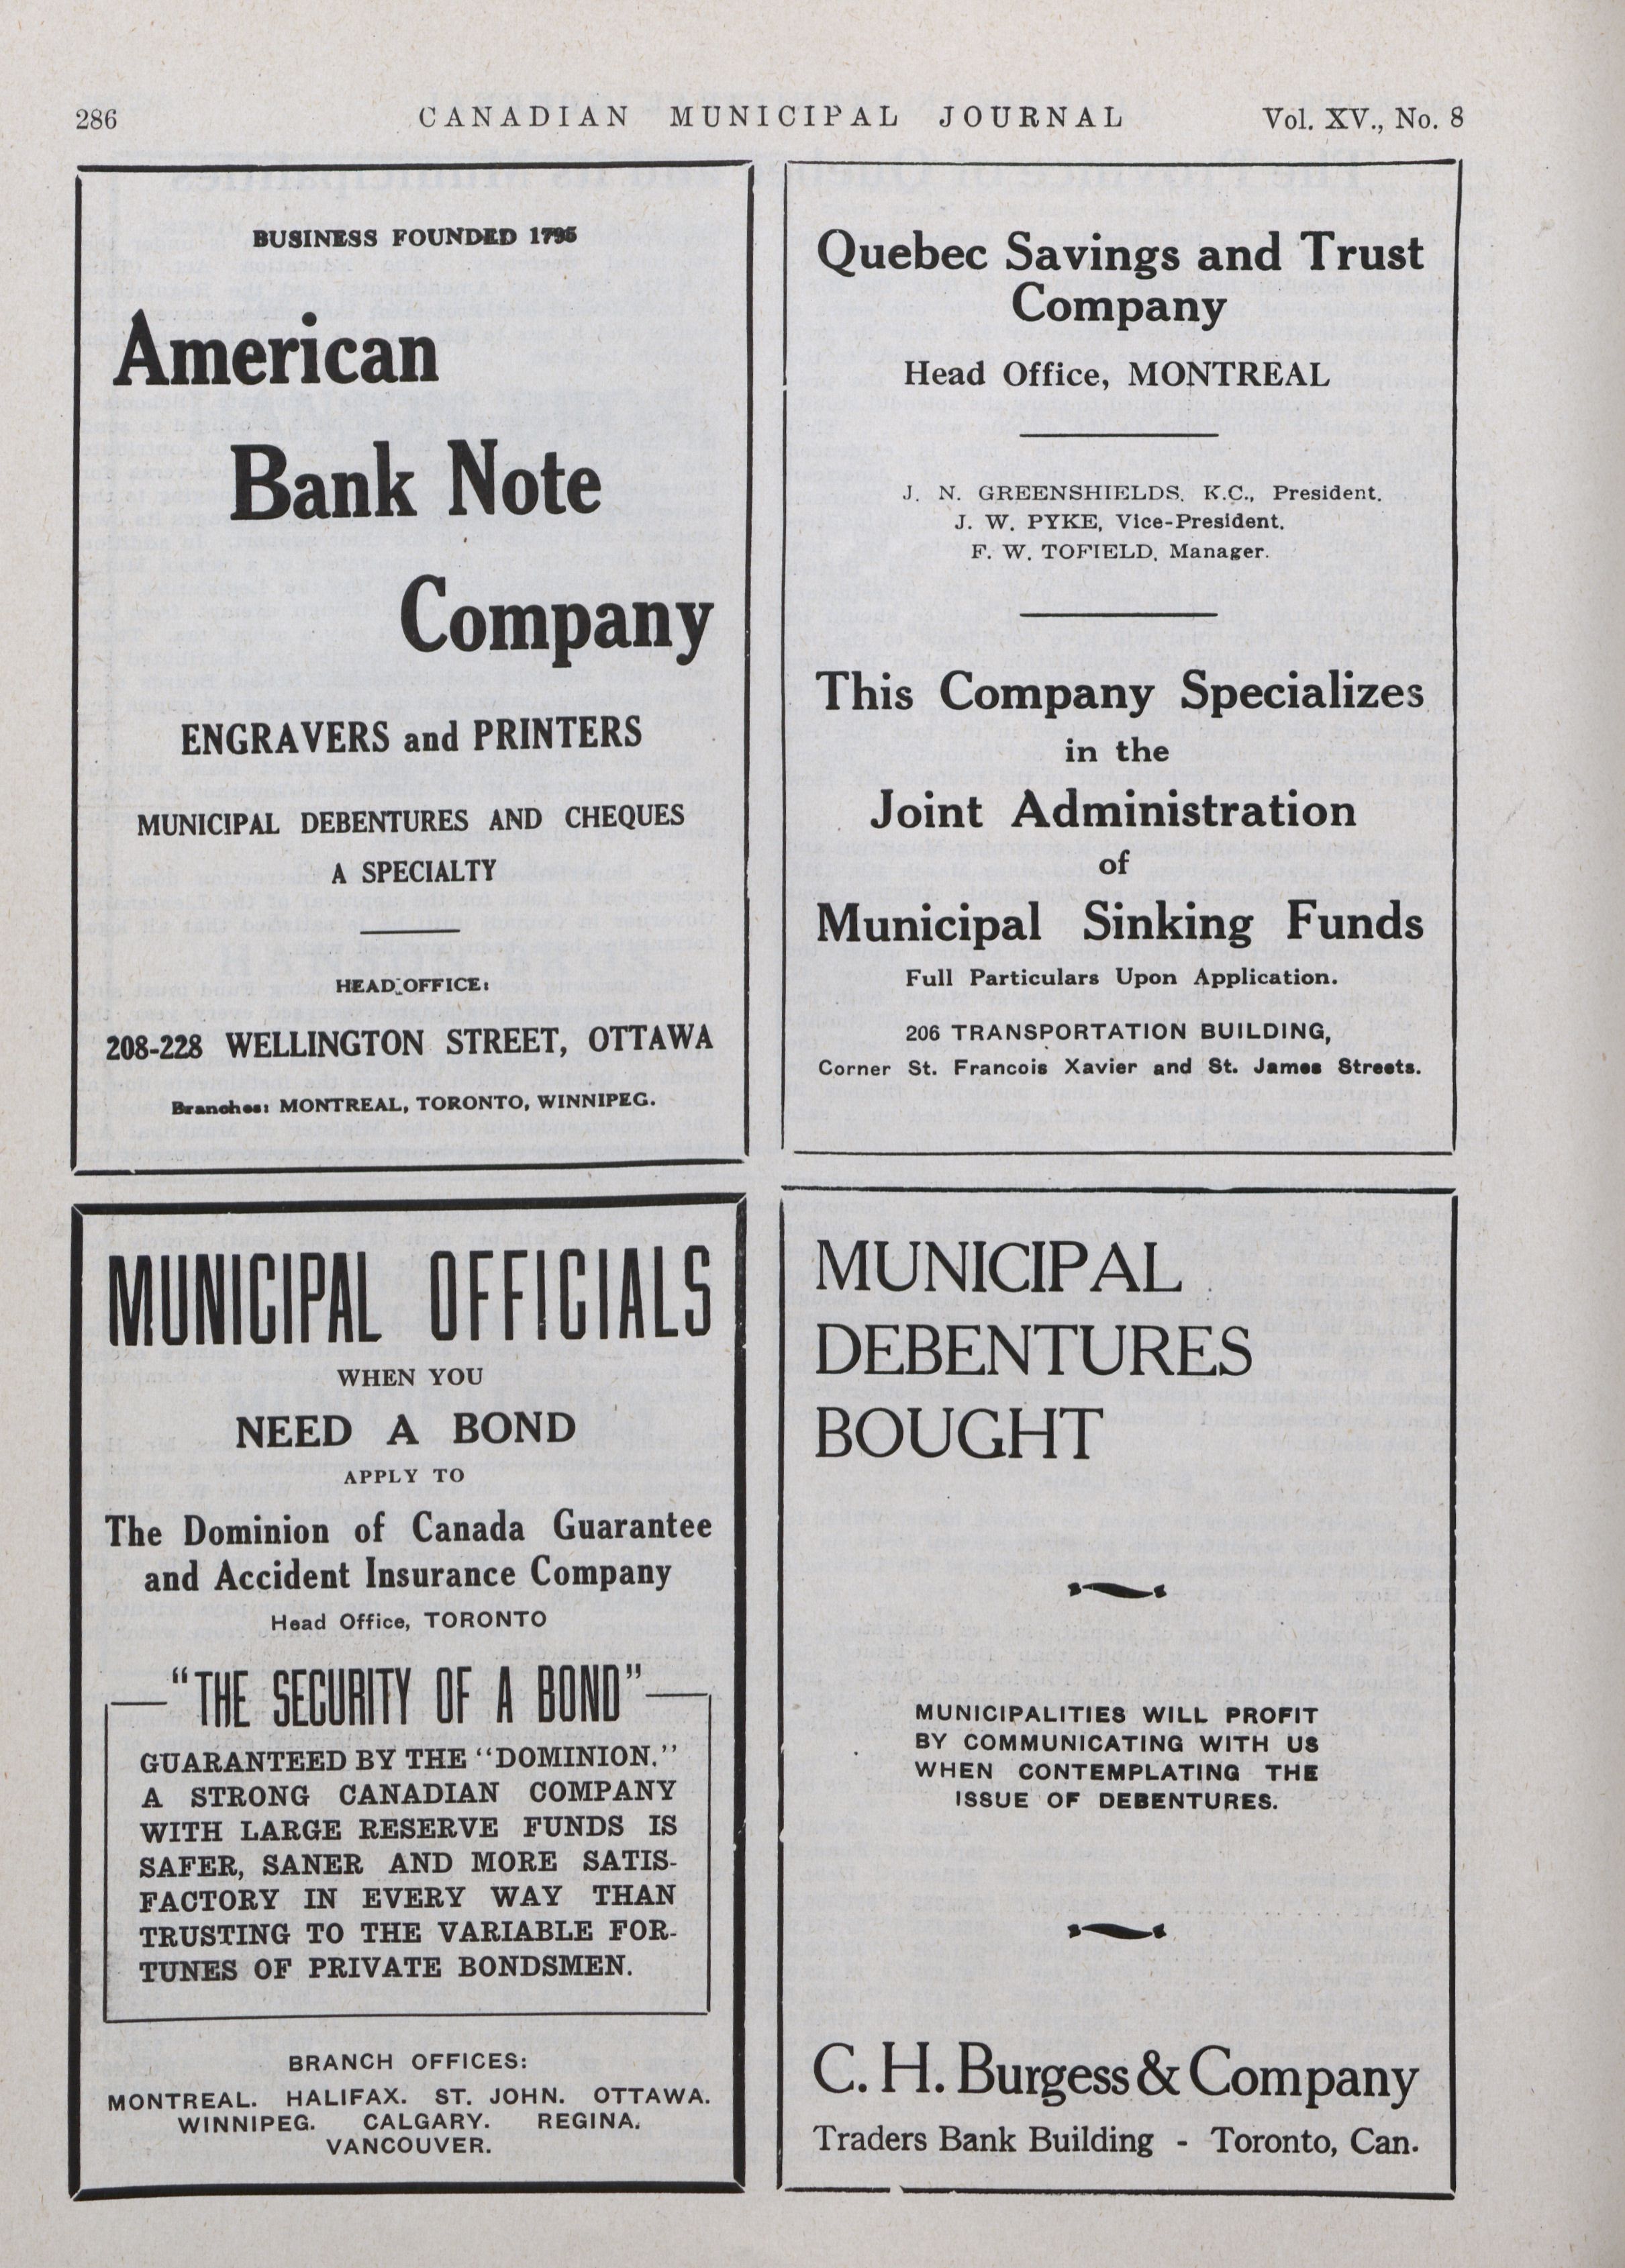 286 CANADIAN MUNICIPAL JOURNAL Vol. XV., No. 8
BUSINESS FOUNDED 1795
American
Bank Note
Company
ENGRAVERS and PRINTERS
MUNICIPAL DEBENTURES AND CHEQUES
A SPECIALTY
HEAD OFFICE:
208-228 WELLINGTON STREET, OTTAWA
Branches: MONTREAL, TORONTO, WINNIPEG.
Quebec Savings and Trust
Company
Head Office, MONTREAL
J. N. GREENSHIELDS, K.C., President.
J. W. PYKE, Vice-President.
F. W. TOFIELD, Manager.
This Company Specializes
in the
Joint Administration
of
Municipal Sinking Funds
Full Particulars Upon Application.
206 TRANSPORTATION BUILDING,
Corner St. Francois Xavier and St. James Streets.
MUNICIPAL OFFICIALS
WHEN YOU
NEED A BOND
APPLY TO
The Dominion of Canada Guarantee
and Accident Insurance Company
Head Office, TORONTO
"THE SECURITY OF A BOND"
GUARANTEED BY THE "DOMINION."
A STRONG CANADIAN COMPANY
WITH LARGE RESERVE FUNDS IS
SAFER, SANER AND MORE SATIS-
FACTORY IN EVERY WAY THAN
TRUSTING TO THE VARIABLE FOR-
TUNES OF PRIVATE BONDSMEN.
BRANCH OFFICES:
MONTREAL. HALIFAX. ST. JOHN. OTTAWA.
WINNIPEG. CALGARY. REGINA.
VANCOUVER.
MUNICIPAL
DEBENTURES
BOUGHT
MUNICIPALITIES WILL PROFIT
BY COMMUNICATING WITH US
WHEN CONTEMPLATING THE
ISSUE OF DEBENTURES.
C. H. Burgess & Company
Traders Bank Building - Toronto, Can.